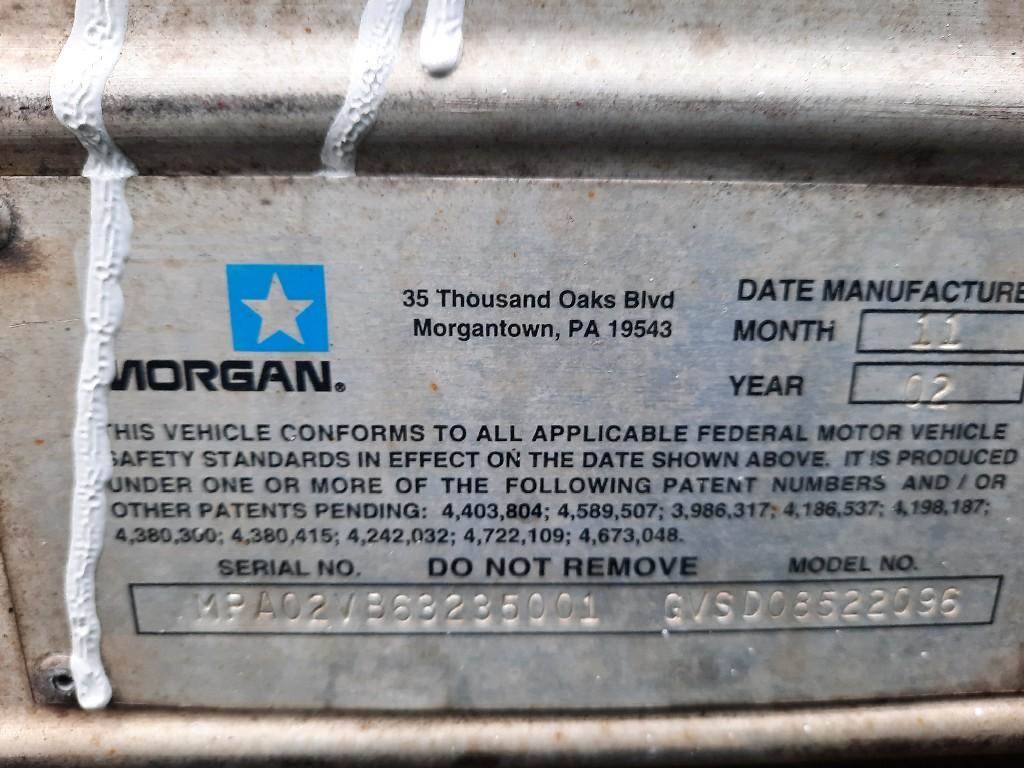 35 Thousand Oaks Blvd
Morgantown, PA 19543
MORGAN®
DATE MANUFACTURE
MONTH 11
YEAR 02
THIS VEHICLE CONFORMS TO ALL APPLICABLE FEDERAL MOTOR VEHICLE
SAFETY STANDARDS IN EFFECT ON THE DATE SHOWN ABOVE. IT IS PRODUCED
UNDER ONE OR MORE OF THE FOLLOWING PATENT NUMBERS AND / OR
OTHER PATENTS PENDING: 4,403,804; 4,589,507; 3,986,317; 4,186,537; 4,198,187;
4,380,300; 4,380,415; 4,242,032; 4,722,109; 4,673,048.
SERIAL NO. DO NOT REMOVE MODEL NO.
MPA02VB63235001 GVSD08522096